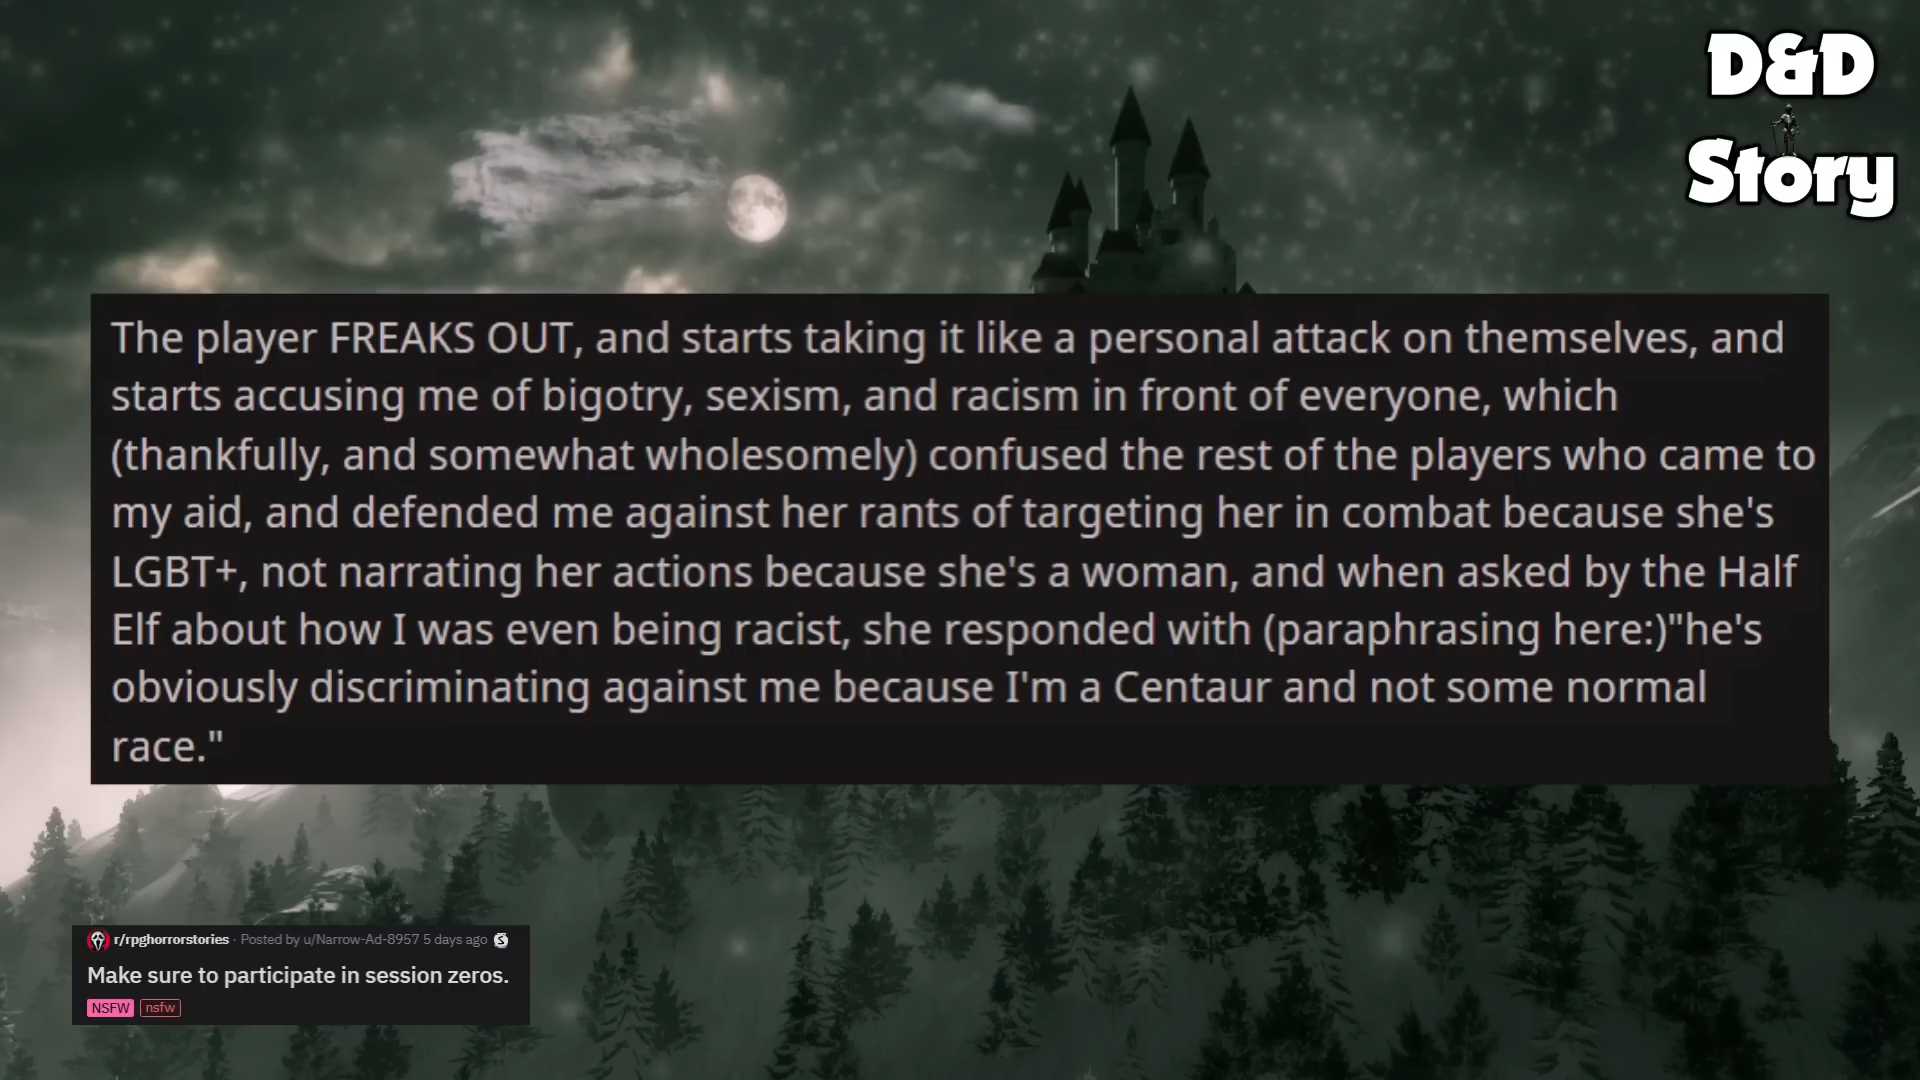 D&D
Story
The player FREAKS OUT, and starts taking it like a personal attack on themselves, and
starts accusing me of bigotry, sexism, and racism in front of everyone, which
(thankfully, and somewhat wholesomely) confused the rest of the players who came to
my aid, and defended me against her rants of targeting her in combat because she's
LGBT+, not narrating her actions because she's a woman, and when asked by the Half
Elf about how I was even being racist, she responded with (paraphrasing here:)"he's
obviously discriminating against me because I'm a Centaur and not some normal
race."
r/rpghorrorstories · Posted by u/Narrow-Ad-8957 5 days ago
Make sure to participate in session zeros.
NSFW nsfw